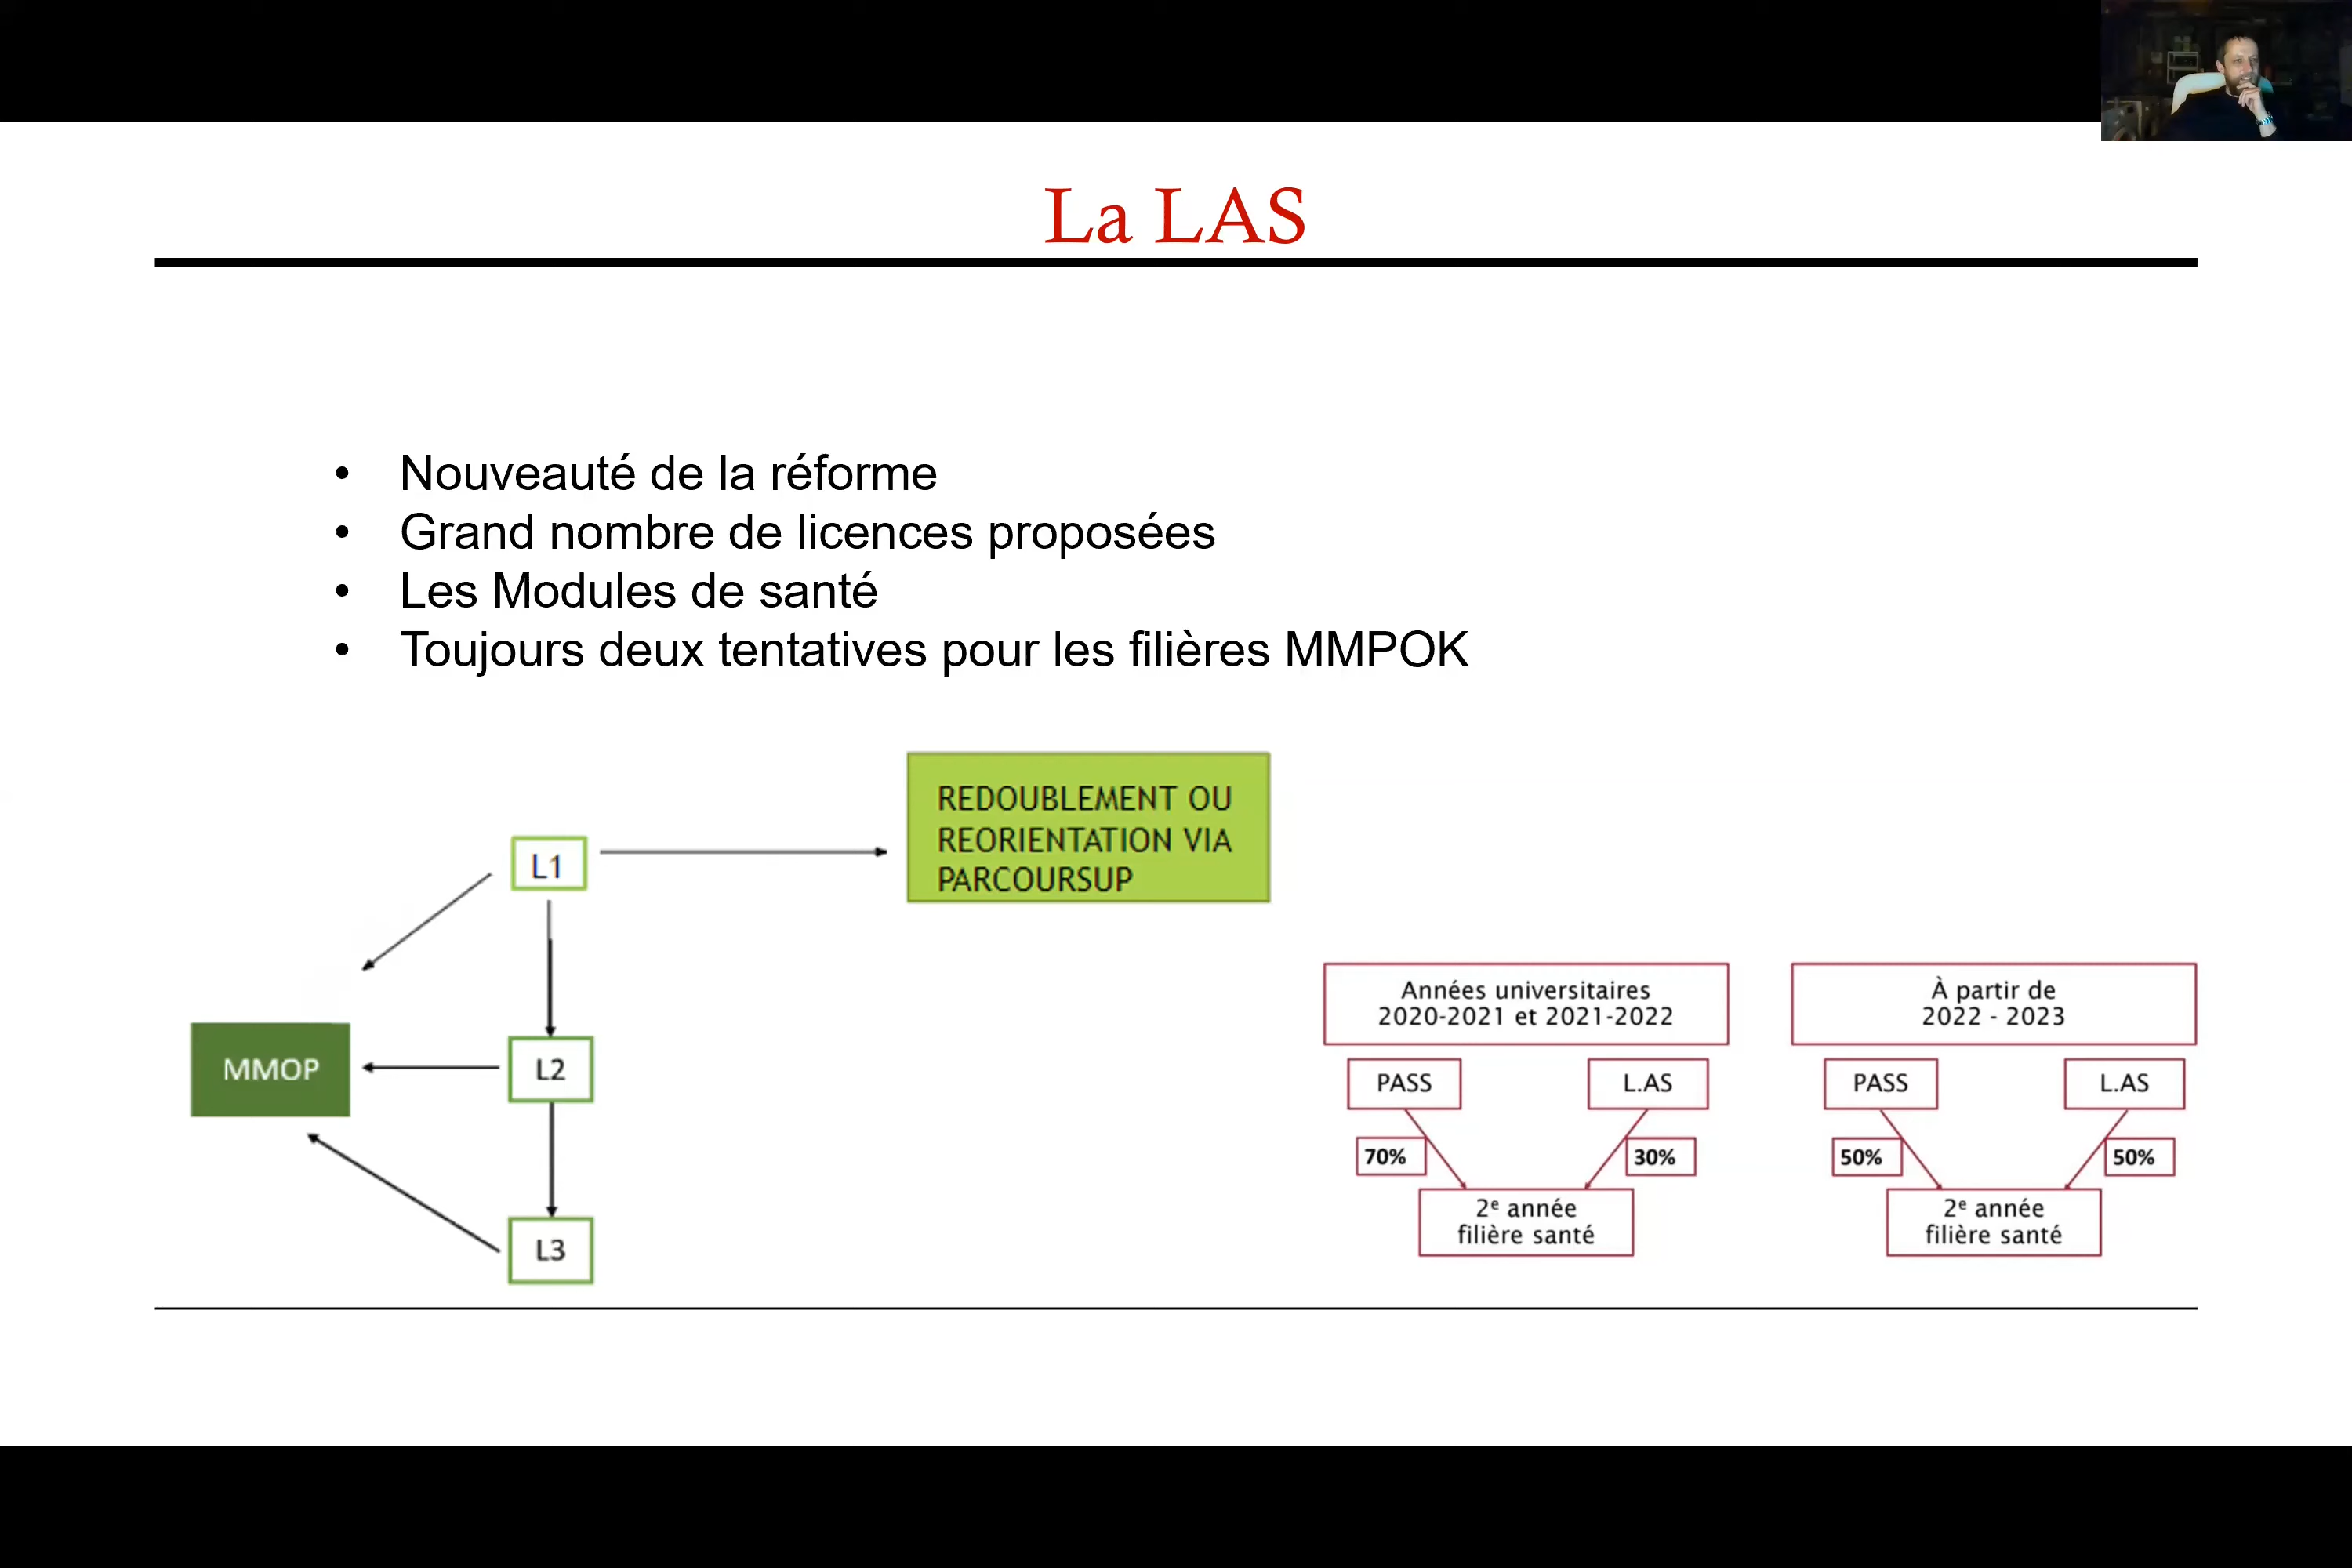 La LAS
• Nouveauté de la réforme
• Grand nombre de licences proposées
• Les Modules de santé
• Toujours deux tentatives pour les filières MMPOK
REDOUBLEMENT OU
REORIENTATION VIA
PARCOURSUP
L1
MMOP
L2
L3
Années universitaires
2020-2021 et 2021-2022
PASS
L.AS
70%
30%
2e année
filière santé
À partir de
2022 - 2023
PASS
L.AS
50%
50%
2e année
filière santé